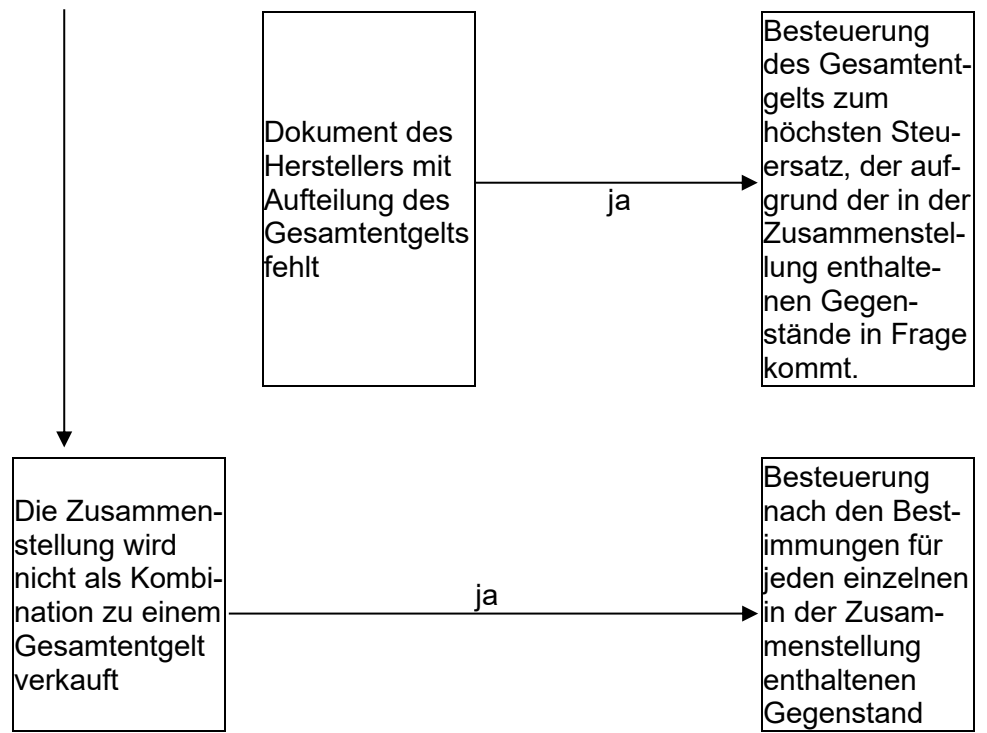 Dokument des
Herstellers mit
Aufteilung des
Gesamtentgelts
fehlt
ja
Besteuerung
des Gesamtent-
gelts zum
höchsten Steu-
ersatz, der auf-
grund der in der
Zusammenstel-
lung enthalte-
nen Gegen-
stände in Frage
kommt.
Die Zusammen-
stellung wird
nicht als Kombi-
nation zu einem
Gesamtentgelt
verkauft
ja
Besteuerung
nach den Best-
immungen für
jeden einzelnen
in der Zusam-
menstellung
enthaltenen
Gegenstand